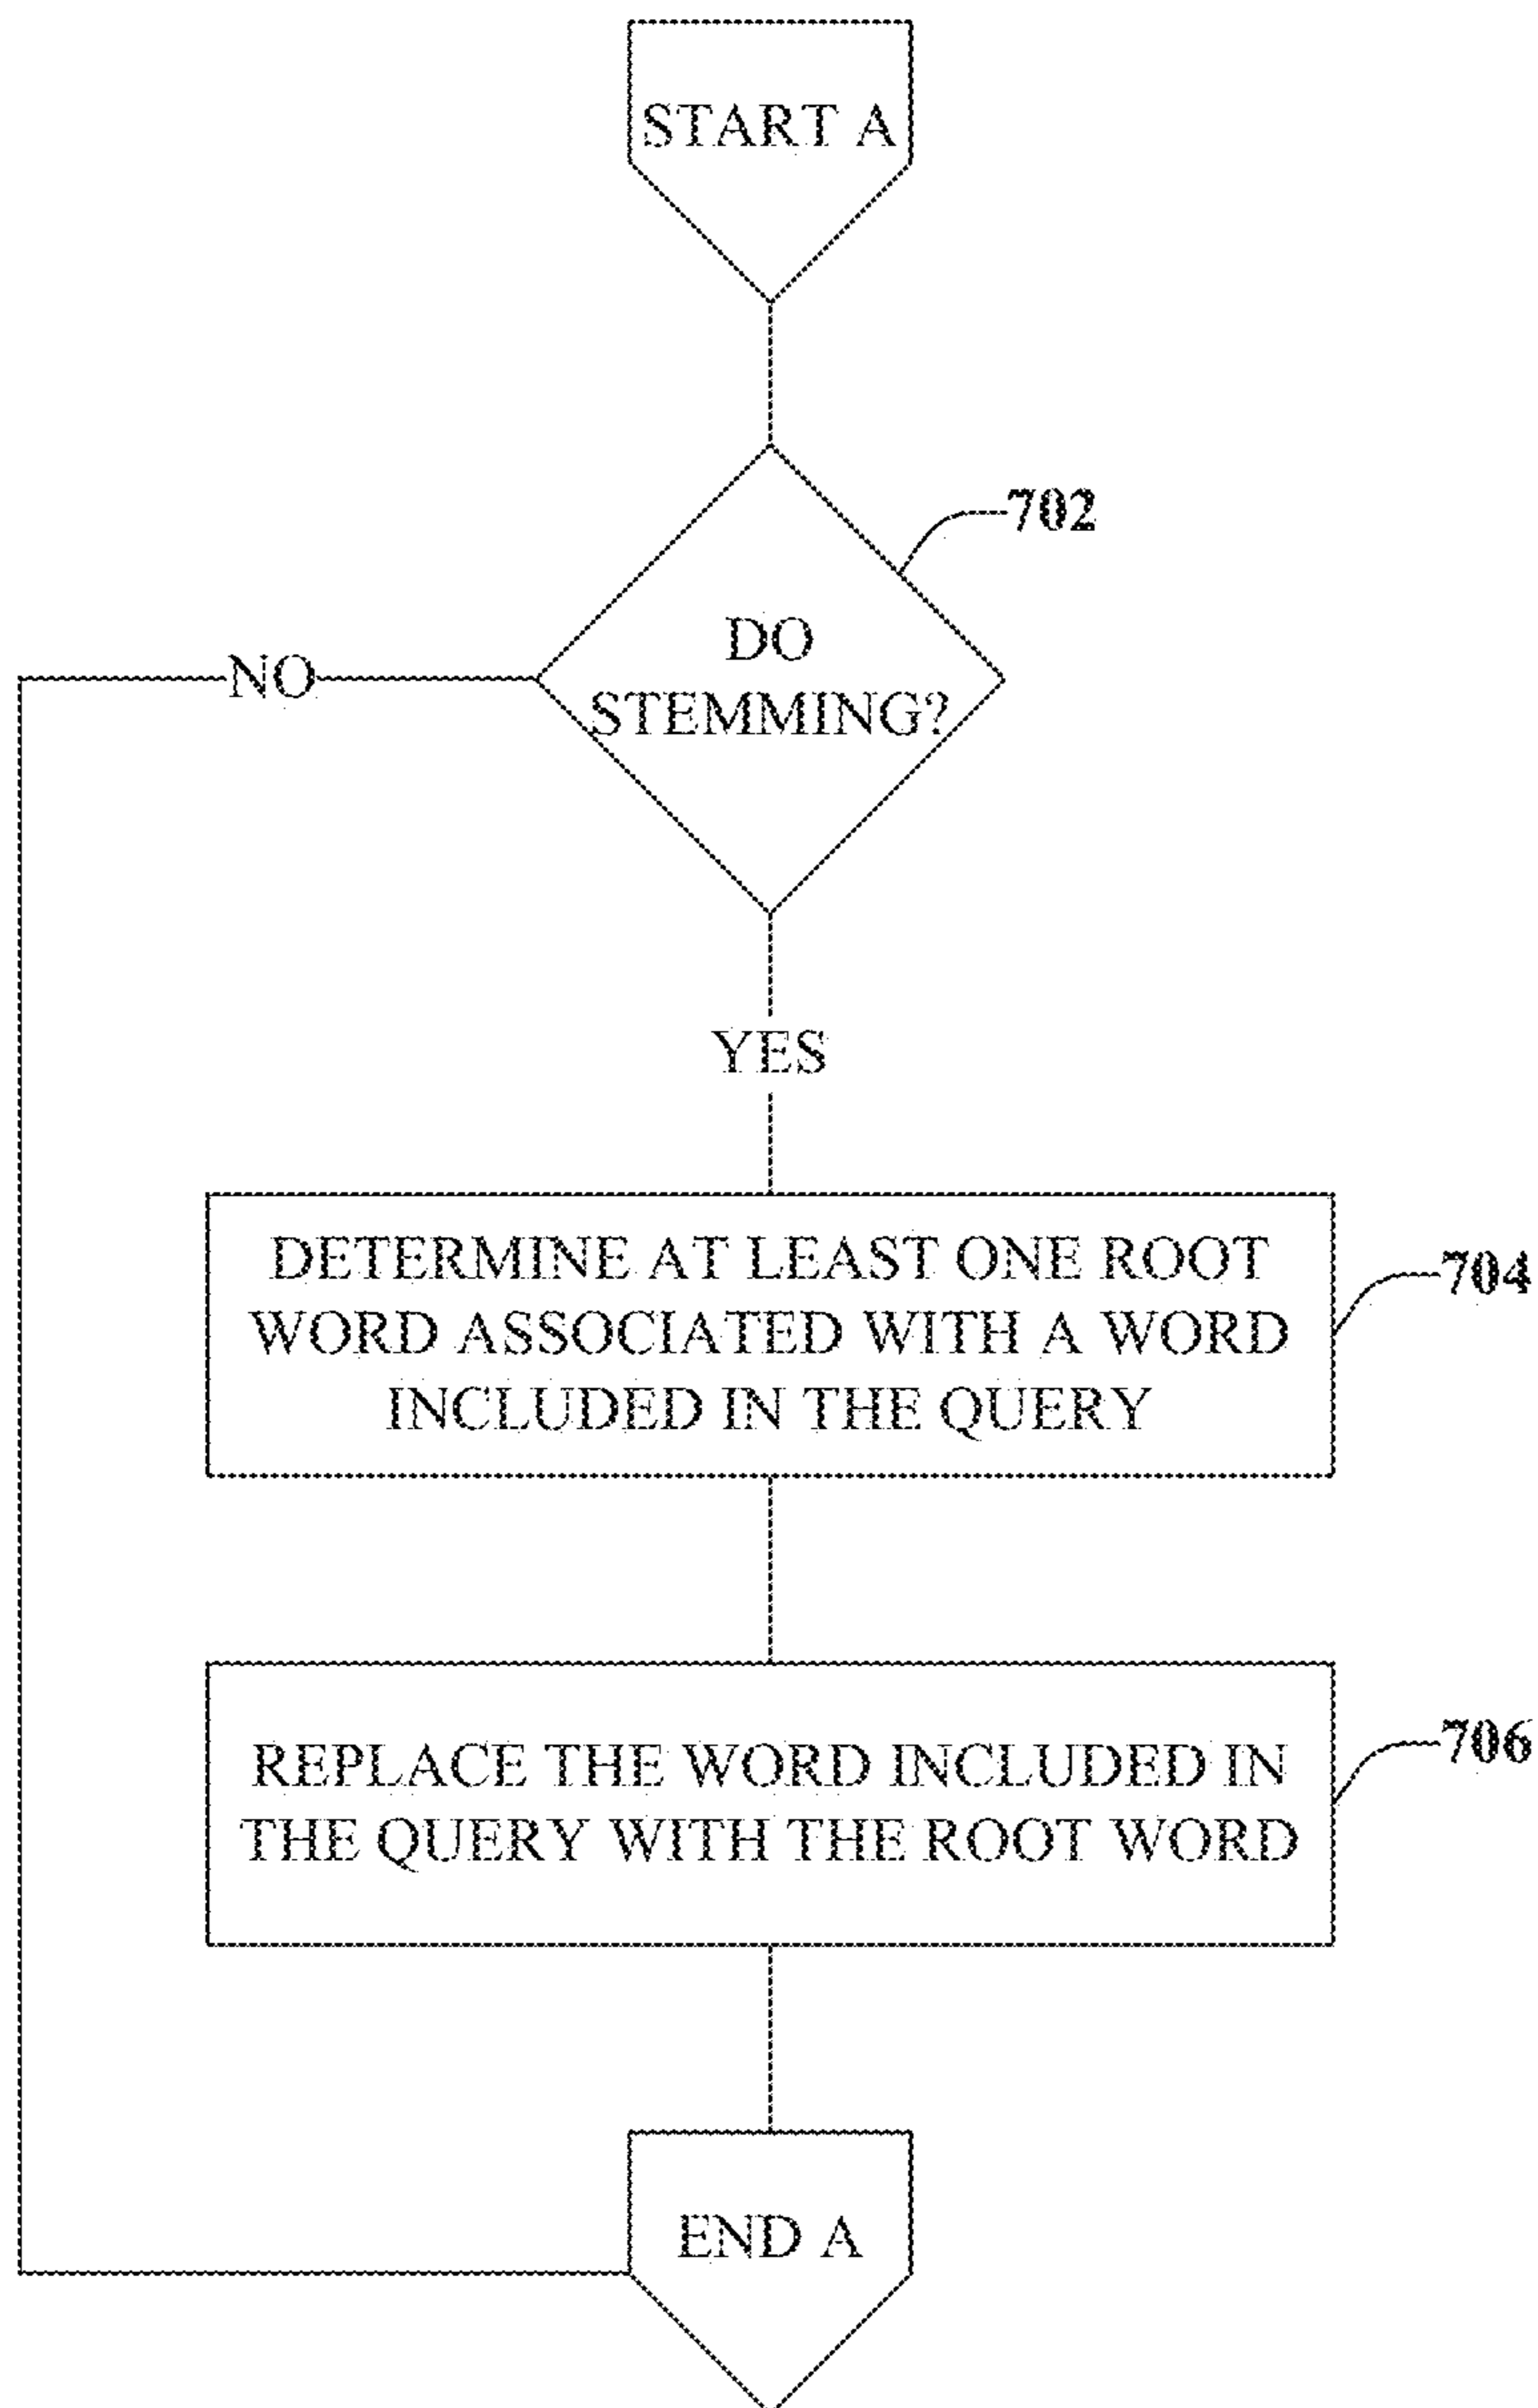 START A
702
DO
STEMMING?
NO
YES
DETERMINE AT LEAST ONE ROOT
WORD ASSOCIATED WITH A WORD
INCLUDED IN THE QUERY
704
REPLACE THE WORD INCLUDED IN
THE QUERY WITH THE ROOT WORD
706
END A